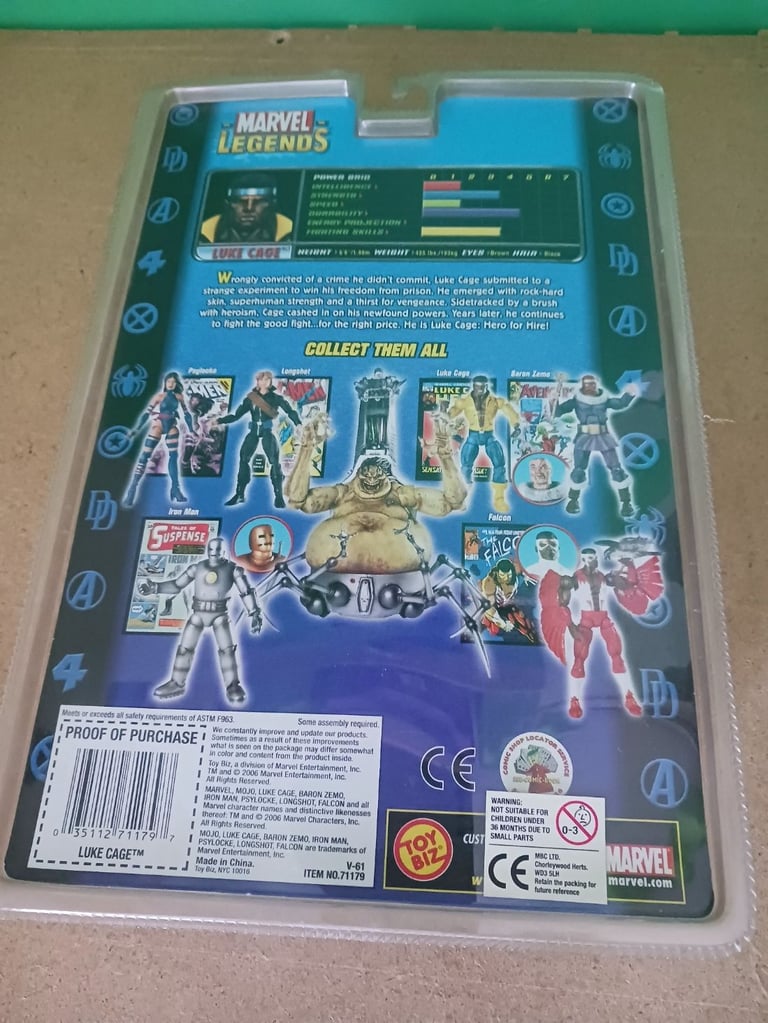 MARVEL
LEGENDS
POWER GRID 0 1 2 3 4 5 6 7
INTELLIGENCE
STRENGTH
SPEED
DURABILITY
ENERGY PROJECTION
FIGHTING SKILLS
LUKE CAGE HEIGHT WEIGHT EYES Brown HAIR Black
Wrongly convicted of a crime he didn't commit, Luke Cage submitted to a
strange experiment to win his freedom from prison. He emerged with rock-hard
skin, superhuman strength and a thirst for vengeance. Sidetracked by a brush
with heroism, Cage cashed in on his newfound powers. Years later, he continues
to fight the good fight...for the right price. He is Luke Cage: Hero for Hire!
COLLECT THEM ALL
Psylocke Longshot Luke Cage Baron Zemo
Iron Man
TALES OF
SUSPENSE
Falcon
THE
Meets or exceeds all safety requirements of ASTM F963.
Some assembly required.
PROOF OF PURCHASE
0 35112 71179 7
LUKE CAGE™
We constantly improve and update our products.
Sometimes as a result of these improvements
what is seen on the package may differ somewhat
in color and content from the product inside.
Toy Biz, a division of Marvel Entertainment, Inc.
TM and © 2006 Marvel Entertainment, Inc.
All Rights Reserved.
MARVEL, MOJO, LUKE CAGE, BARON ZEMO,
IRON MAN, PSYLOCKE, LONGSHOT, FALCON and all
Marvel character names and distinctive likenesses
thereof: TM and © 2006 Marvel Characters, Inc.
All Rights Reserved.
MOJO, LUKE CAGE, BARON ZEMO, IRON MAN,
PSYLOCKE, LONGSHOT, FALCON are trademarks of
Marvel Entertainment, Inc.
Made in China.
Toy Biz, NYC 10016
V-61
ITEM NO.71179
CE
COMIC SHOP LOCATOR SERVICE
TOY
BIZ
CUST
W
WARNING:
NOT SUITABLE FOR
CHILDREN UNDER
36 MONTHS DUE TO
SMALL PARTS
0-3
CE
MBC LTD.
Chorleywood Herts.
WD3 5LH
Retain the packing for
future reference
MARVEL
marvel.com